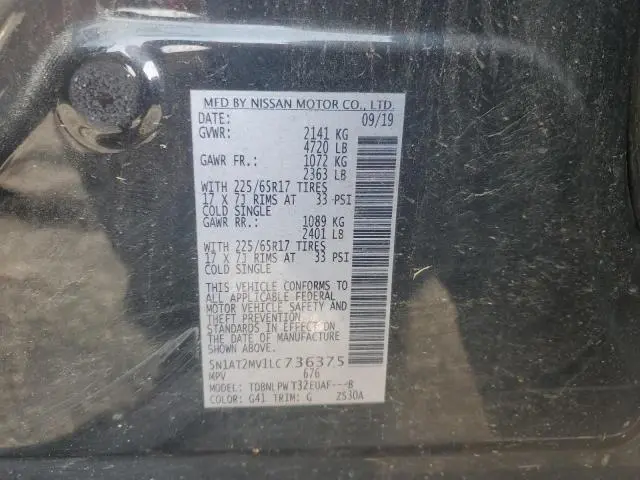 MFD BY NISSAN MOTOR CO., LTD.
DATE: 09/19
GVWR: 2141 KG
4720 LB
GAWR FR.: 1072 KG
2363 LB
WITH 225/65R17 TIRES
17 X 7J RIMS AT 33 PSI
COLD SINGLE
GAWR RR.: 1089 KG
2401 LB
WITH 225/65R17 TIRES
17 X 7J RIMS AT 33 PSI
COLD SINGLE
THIS VEHICLE CONFORMS TO
ALL APPLICABLE FEDERAL
MOTOR VEHICLE SAFETY AND
THEFT PREVENTION
STANDARDS IN EFFECT ON
THE DATE OF MANUFACTURE
SHOWN ABOVE.
5N1AT2MV1LC736375
MPV 676
MODEL: TDBNLPW T32EUAF---B
COLOR: G41 TRIM: G ZS30A